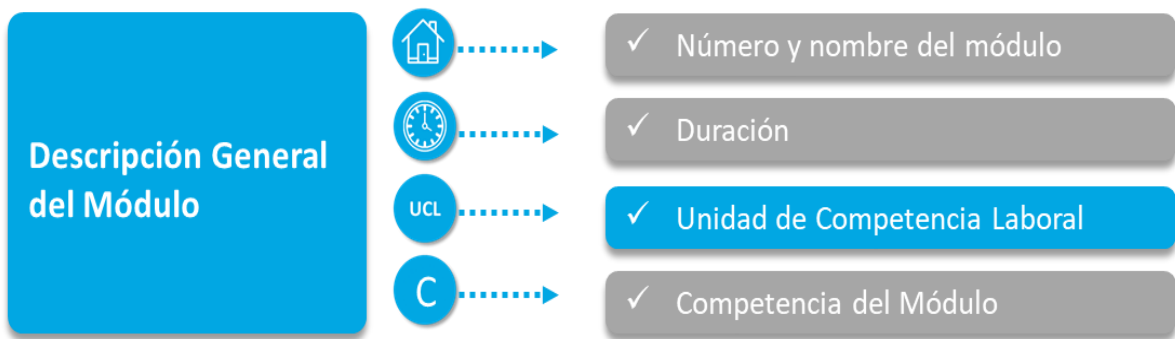 Descripción General
del Módulo
✓ Número y nombre del módulo
✓ Duración
UCL
✓ Unidad de Competencia Laboral
C
✓ Competencia del Módulo